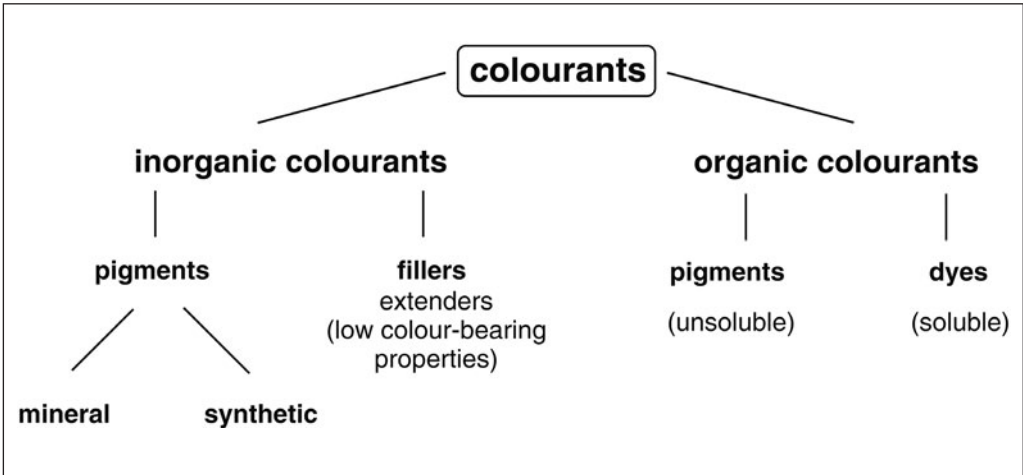 colourants
inorganic colourants
organic colourants
pigments
fillers
extenders
(low colour-bearing
properties)
pigments
(unsoluble)
dyes
(soluble)
mineral
synthetic